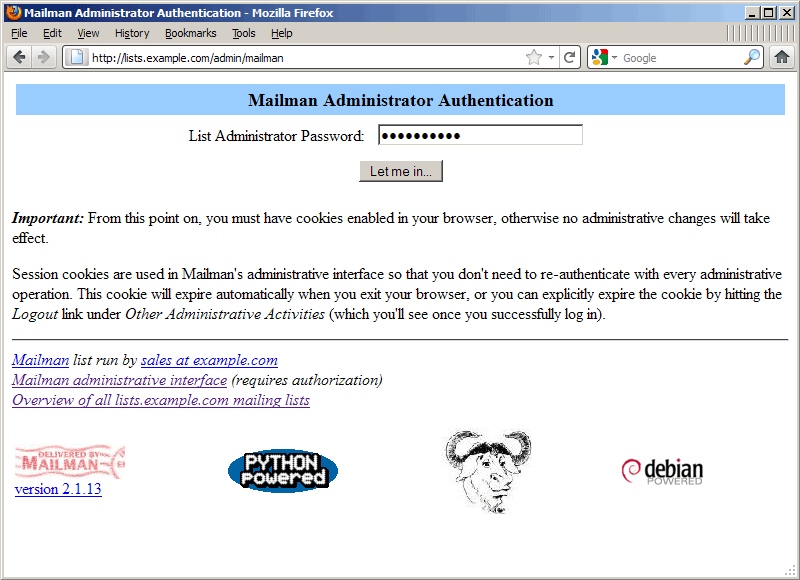 Mailman Administrator Authentication - Mozilla Firefox
File Edit View History Bookmarks Tools Help
http://lists.example.com/admin/mailman Google
Mailman Administrator Authentication
List Administrator Password: ●●●●●●●●●●
Let me in...
Important: From this point on, you must have cookies enabled in your browser, otherwise no administrative changes will take
effect.
Session cookies are used in Mailman's administrative interface so that you don't need to re-authenticate with every administrative
operation. This cookie will expire automatically when you exit your browser, or you can explicitly expire the cookie by hitting the
Logout link under Other Administrative Activities (which you'll see once you successfully log in).
Mailman list run by sales at example.com
Mailman administrative interface (requires authorization)
Overview of all lists.example.com mailing lists
DELIVERED BY
MAILMAN
version 2.1.13
PYTHON
Powered
debian
POWERED